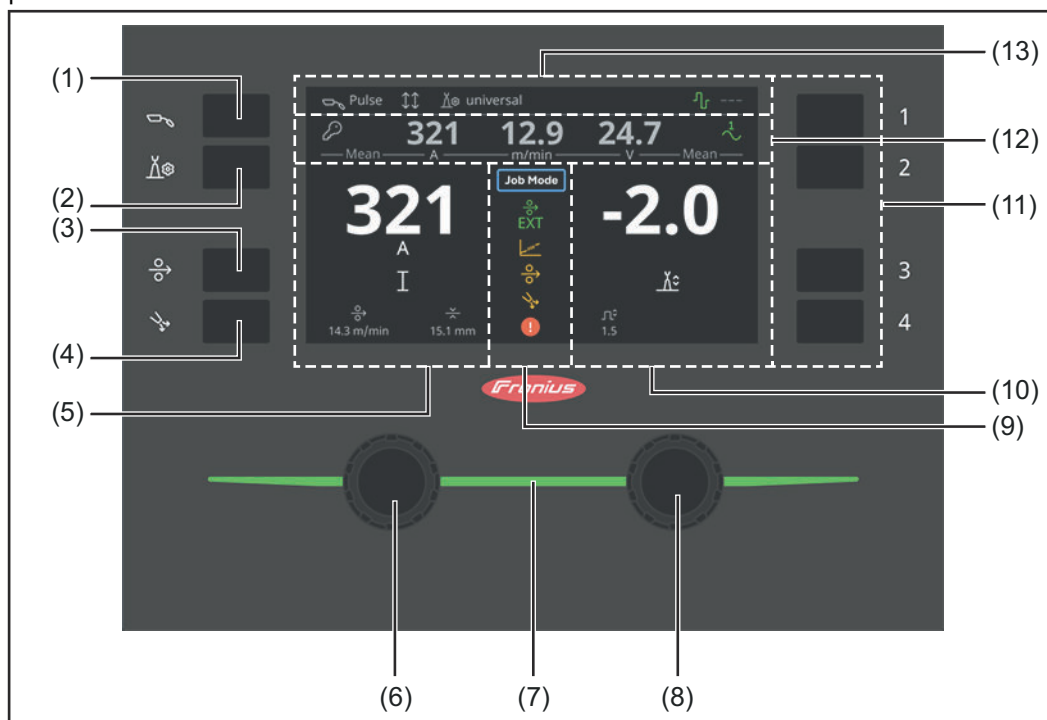 (13)
(1)
Pulse universal ---
1
321 12.9 24.7 1
(12)
Mean A m/min V Mean
2
(2)
Job Mode
(11)
(3)
321 -2.0
EXT
A
3
I
14.3 m/min 15.1 mm ! 1.5
4
(4)
Fronius
(5)
(10)
(9)
(6) (7) (8)